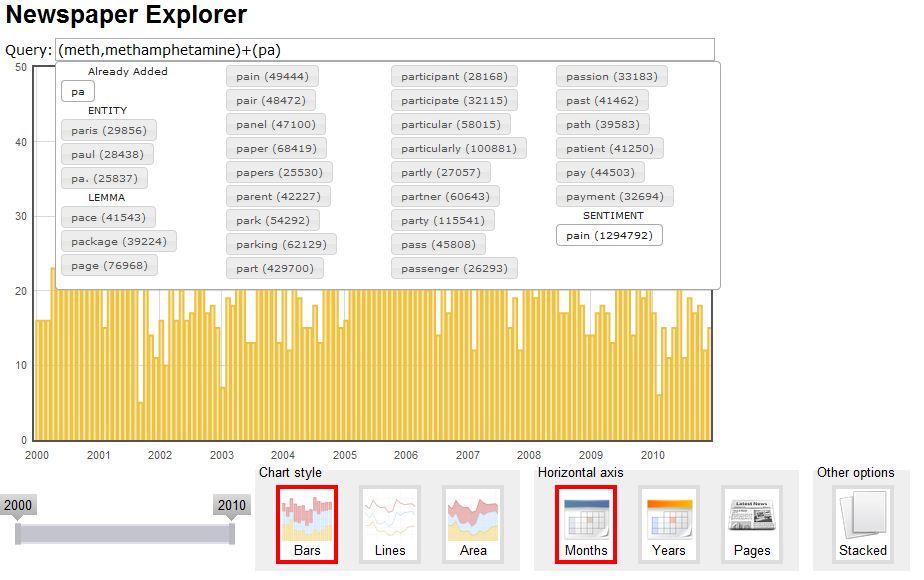 Newspaper Explorer
Query: (meth,methamphetamine)+(pa)
Already Added
pa
ENTITY
paris (29856)
paul (28438)
pa. (25837)
LEMMA
pace (41543)
package (39224)
page (76968)
pain (49444)
pair (48472)
panel (47100)
paper (68419)
papers (25530)
parent (42227)
park (54292)
parking (62129)
part (429700)
participant (28168)
participate (32115)
particular (58015)
particularly (100881)
partly (27057)
partner (60643)
party (115541)
pass (45808)
passenger (26293)
passion (33183)
past (41462)
path (39583)
patient (41250)
pay (44503)
payment (32694)
SENTIMENT
pain (1294792)
50
40
30
20
10
0
2000 2001 2002 2003 2004 2005 2006 2007 2008 2009 2010
2000 2010
Chart style
Bars Lines Area
Horizontal axis
Latest News
Months Years Pages
Other options
Stacked